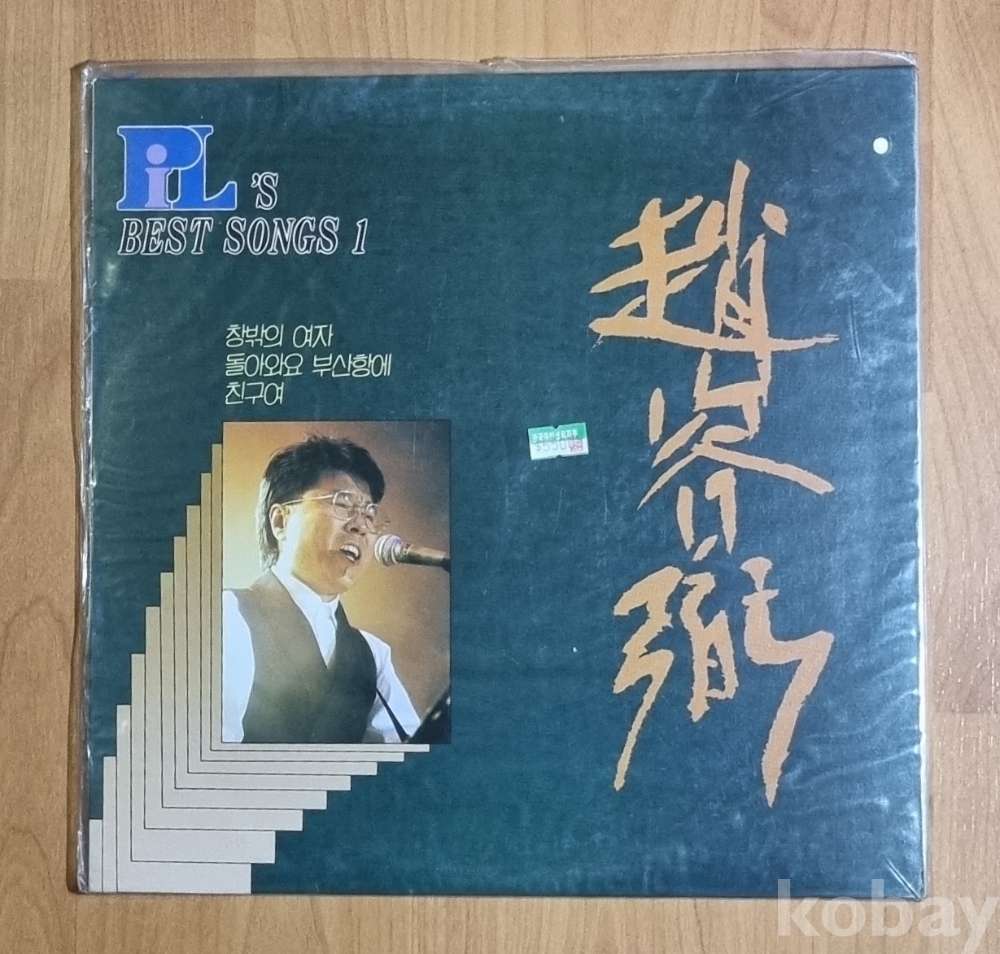 PiL'S
BEST SONGS 1
창밖의 여자
돌아와요 부산항에
친구여
趙容弼
kobay